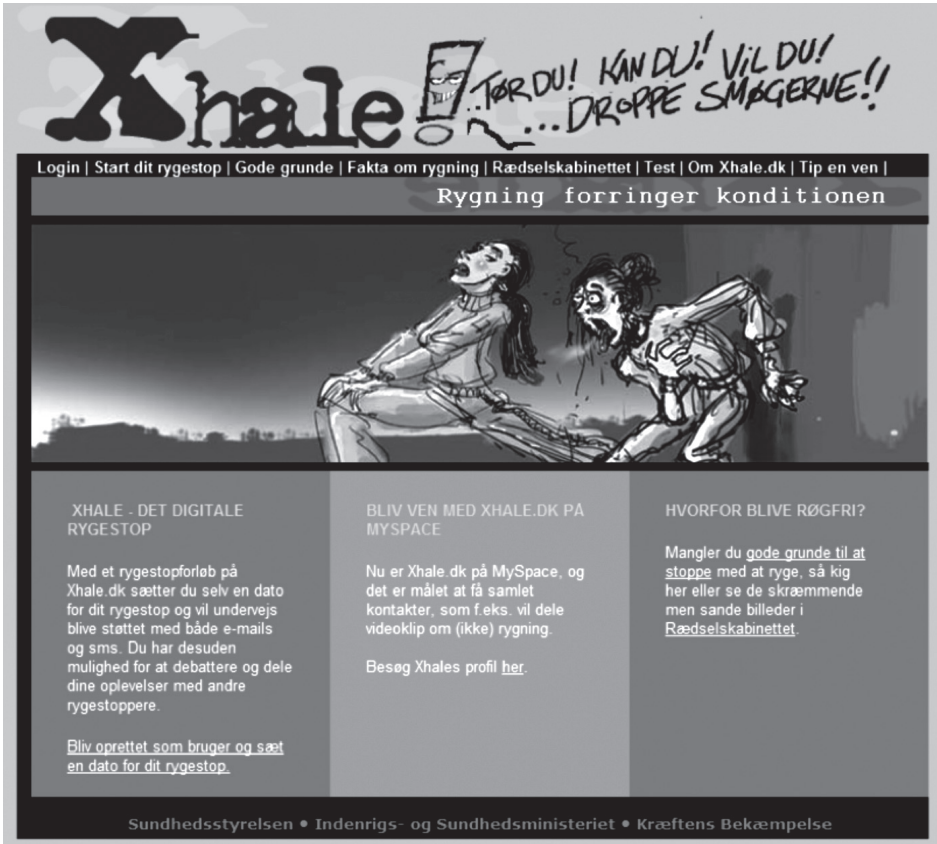 Xhale!
...TØR DU! KAN DU! ViL DU!
...DROPPE SMØGERNE!!
Login | Start dit rygestop | Gode grunde | Fakta om rygning | Rædselskabinettet | Test | Om Xhale.dk | Tip en ven |
Rygning forringer konditionen
XHALE - DET DIGITALE
RYGESTOP
Med et rygestopforløb på
Xhale.dk sætter du selv en dato
for dit rygestop og vil undervejs
blive støttet med både e-mails
og sms. Du har desuden
mulighed for at debattere og dele
dine oplevelser med andre
rygestoppere.
Bliv oprettet som bruger og sæt
en dato for dit rygestop.
BLIV VEN MED XHALE.DK PÅ
MYSPACE
Nu er Xhale.dk på MySpace, og
det er målet at få samlet
kontakter, som f.eks. vil dele
videoklip om (ikke) rygning.
Besøg Xhales profil her.
HVORFOR BLIVE RØGFRI?
Mangler du gode grunde til at
stoppe med at ryge, så kig
her eller se de skræmmende
men sande billeder i
Rædselskabinettet.
Sundhedsstyrelsen • Indenrigs- og Sundhedsministeriet • Kræftens Bekæmpelse